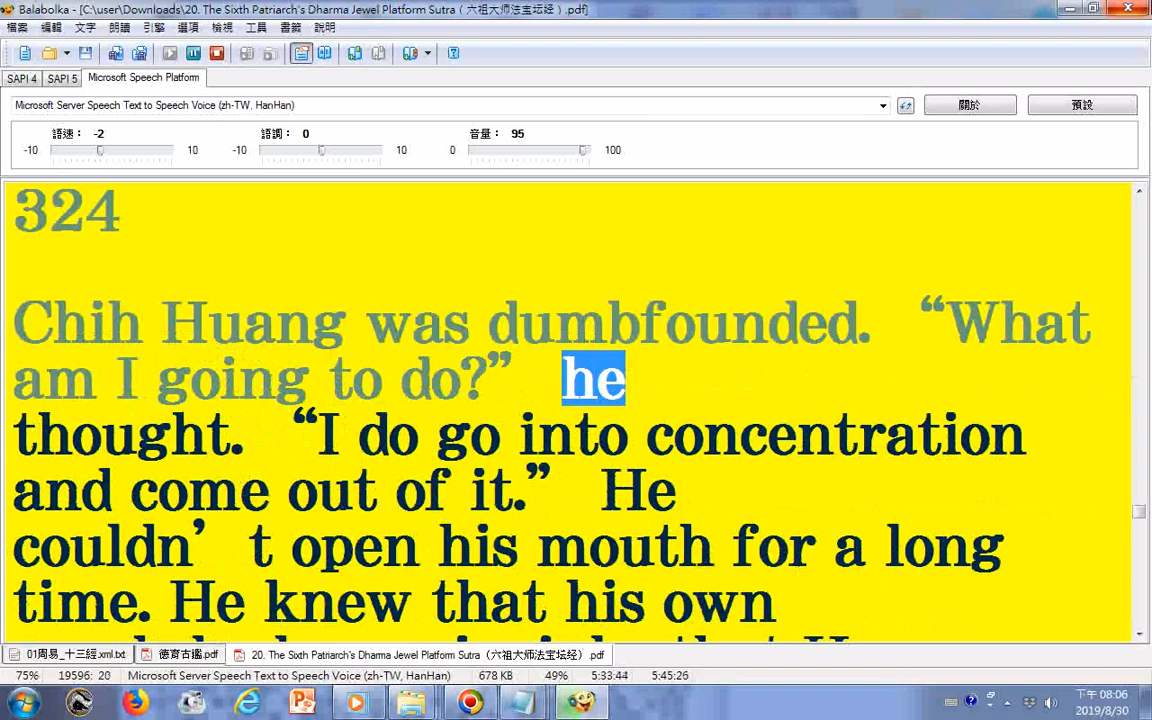 Balabolka - [C:\user\Downloads\20. The Sixth Patriarch's Dharma Jewel Platform Sutra（六祖大师法宝坛经）.pdf]
檔案 編輯 文字 朗讀 引擎 選項 檢視 工具 書籤 說明
SAPI 4 SAPI 5 Microsoft Speech Platform
Microsoft Server Speech Text to Speech Voice (zh-TW, HanHan) 關於 預設
語速： -2 語調： 0 音量： 95
-10 10 -10 10 0 100
324
Chih Huang was dumbfounded. “What
am I going to do?” he
thought. “I do go into concentration
and come out of it.” He
couldn’ t open his mouth for a long
time. He knew that his own
01周易_十三經.xml.txt 德育古鑑.pdf 20. The Sixth Patriarch's Dharma Jewel Platform Sutra（六祖大师法宝坛经）.pdf
75% 19596: 20 Microsoft Server Speech Text to Speech Voice (zh-TW, HanHan) 678 KB 49% 5:33:44 5:45:26
下午 08:06
2019/8/30